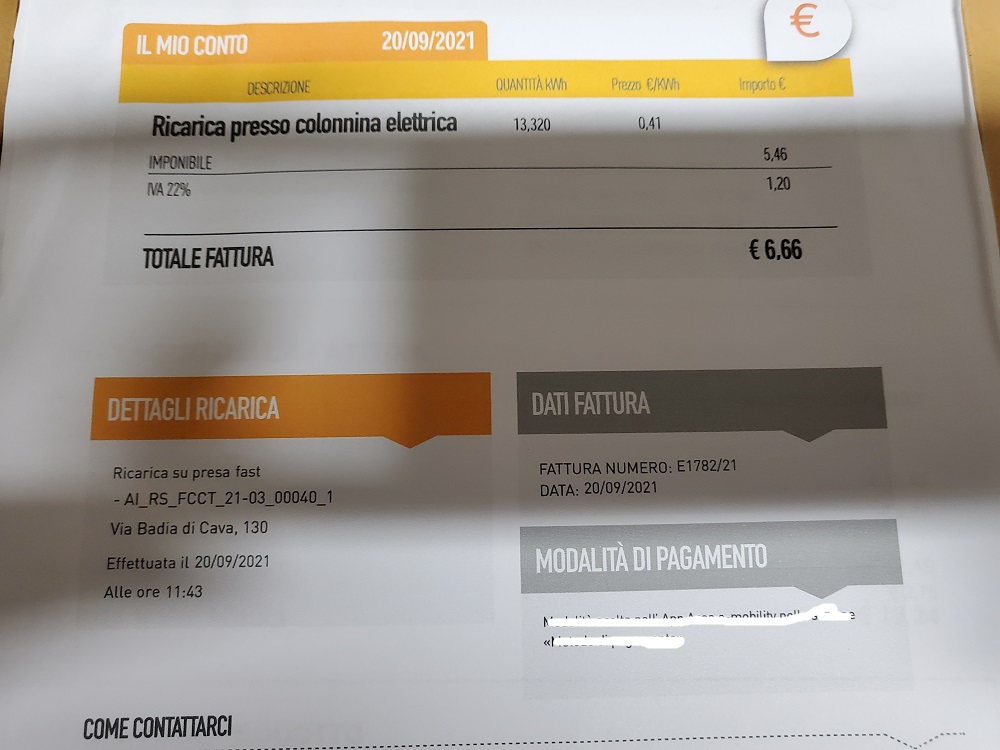 €
IL MIO CONTO 20/09/2021
DESCRIZIONE QUANTITÀ kWh Prezzo €/KWh Importo €
Ricarica presso colonnina elettrica 13,320 0,41
IMPONIBILE 5,46
IVA 22% 1,20
TOTALE FATTURA € 6,66
DETTAGLI RICARICA
Ricarica su presa fast
- AI_RS_FCCT_21-03_00040_1
Via Badia di Cava, 130
Effettuata il 20/09/2021
Alle ore 11:43
DATI FATTURA
FATTURA NUMERO: E1782/21
DATA: 20/09/2021
MODALITÀ DI PAGAMENTO
e-mobility
COME CONTATTARCI